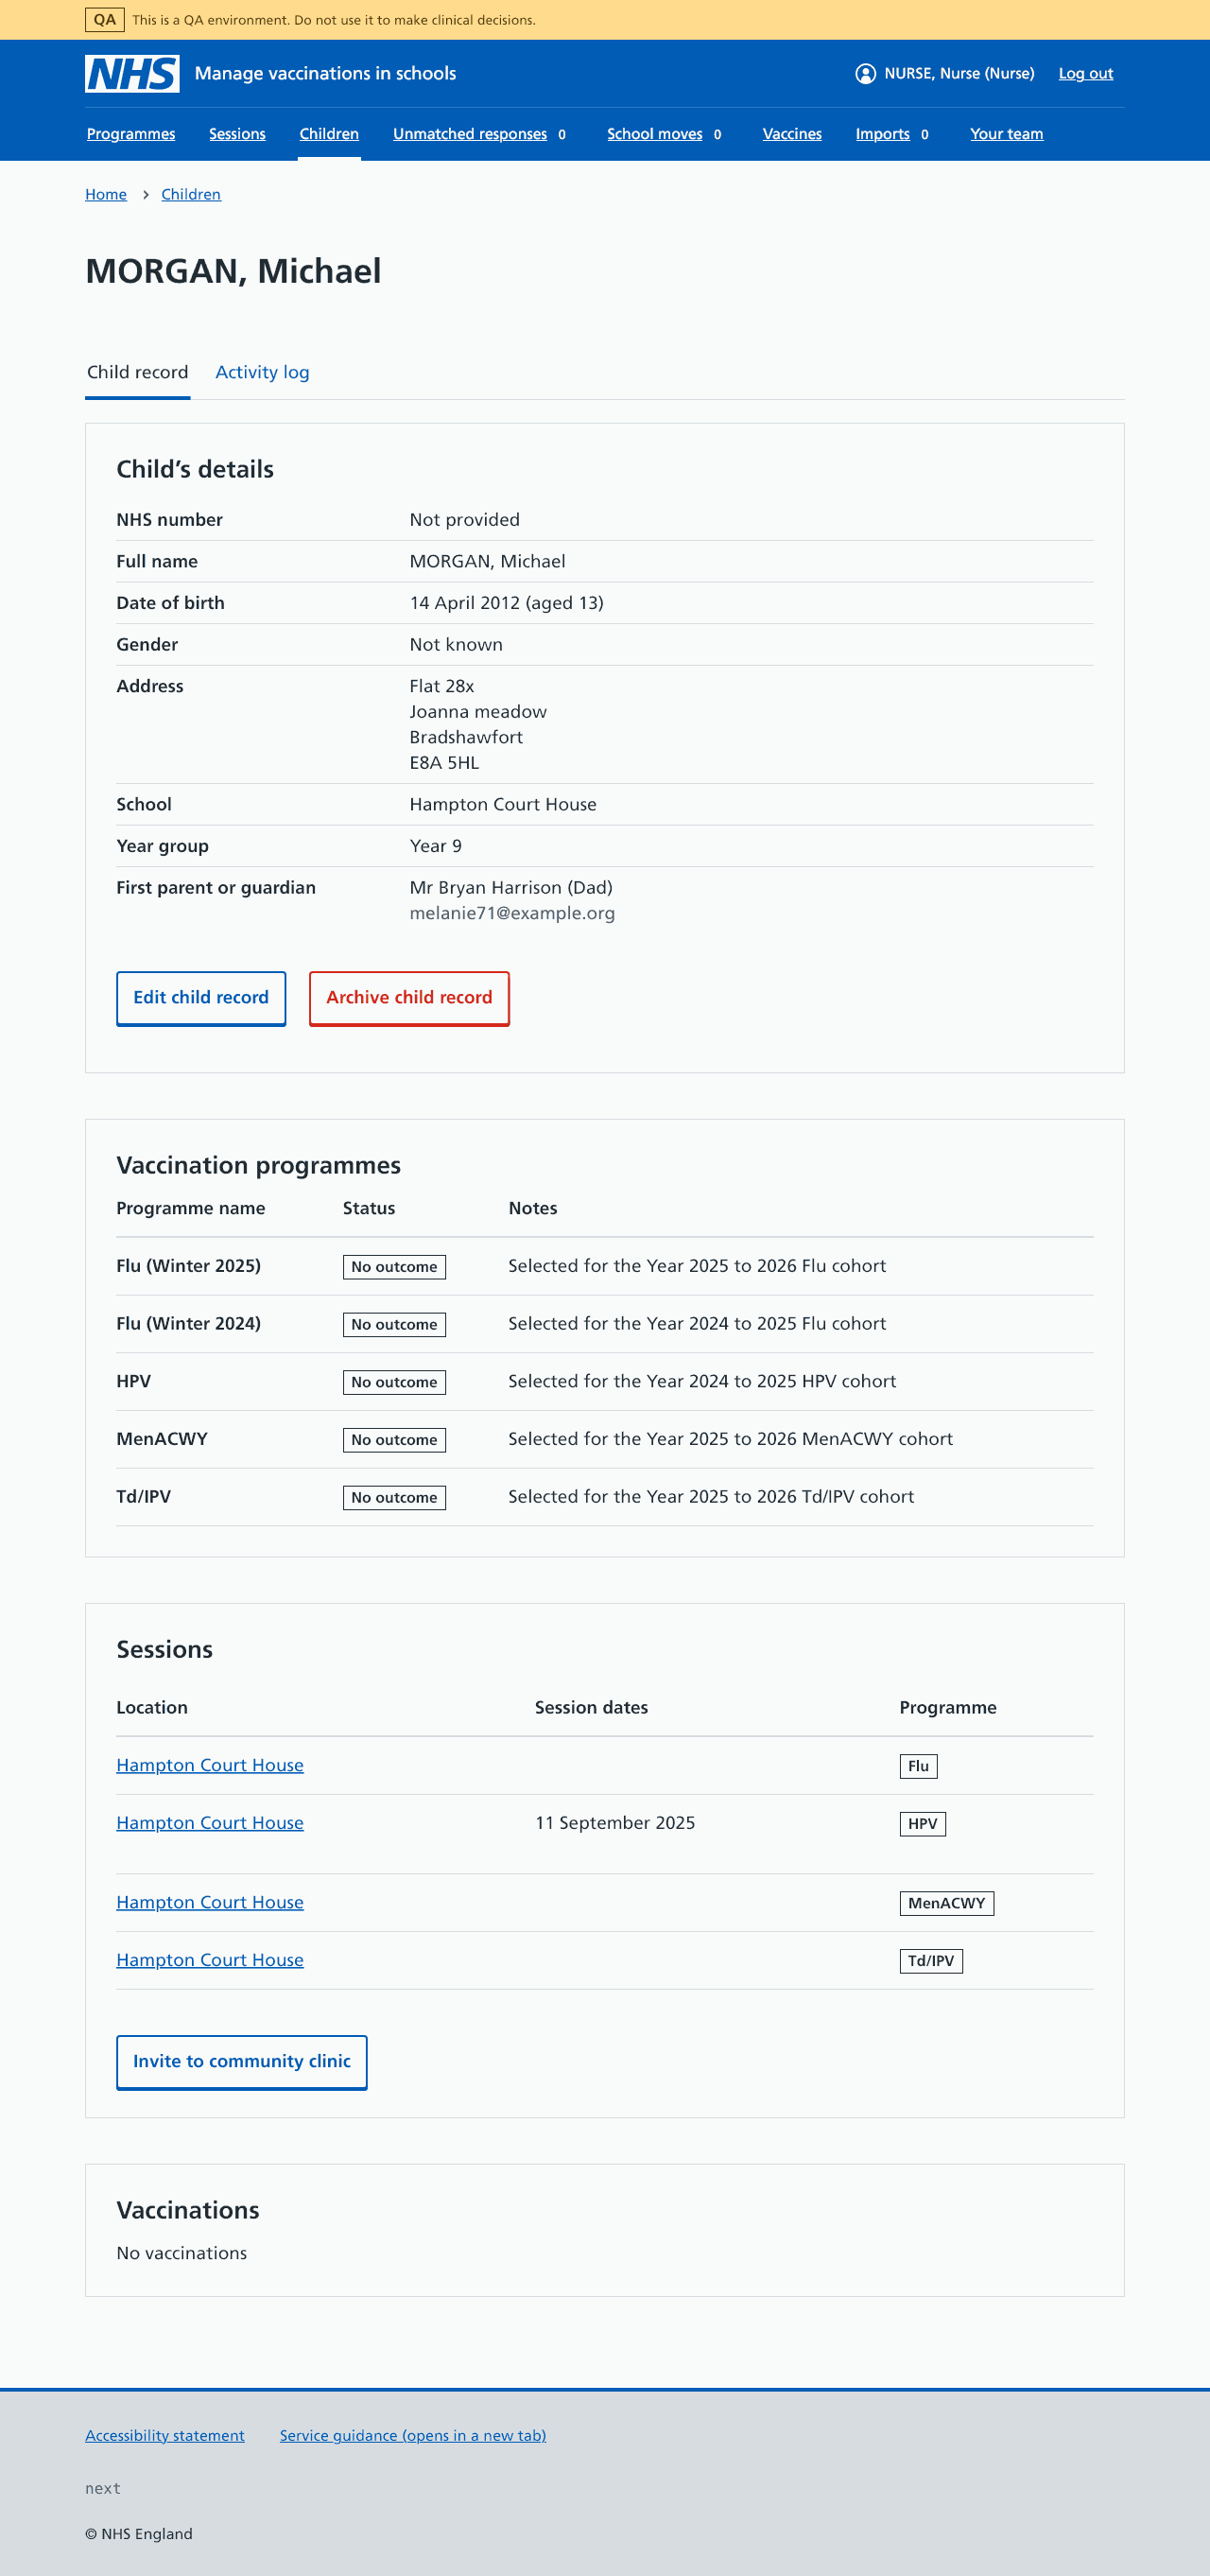 QA This is a QA environment. Do not use it to make clinical decisions.
NHS Manage vaccinations in schools NURSE, Nurse (Nurse) Log out
Programmes Sessions Children Unmatched responses 0 School moves 0 Vaccines Imports 0 Your team
Home Children
MORGAN, Michael
Child record Activity log
Child’s details
NHS number Not provided
Full name MORGAN, Michael
Date of birth 14 April 2012 (aged 13)
Gender Not known
Address Flat 28x
Joanna meadow
Bradshawfort
E8A 5HL
School Hampton Court House
Year group Year 9
First parent or guardian Mr Bryan Harrison (Dad)
melanie71@example.org
Edit child record Archive child record
Vaccination programmes
Programme name Status Notes
Flu (Winter 2025) No outcome Selected for the Year 2025 to 2026 Flu cohort
Flu (Winter 2024) No outcome Selected for the Year 2024 to 2025 Flu cohort
HPV No outcome Selected for the Year 2024 to 2025 HPV cohort
MenACWY No outcome Selected for the Year 2025 to 2026 MenACWY cohort
Td/IPV No outcome Selected for the Year 2025 to 2026 Td/IPV cohort
Sessions
Location Session dates Programme
Hampton Court House Flu
Hampton Court House 11 September 2025 HPV
Hampton Court House MenACWY
Hampton Court House Td/IPV
Invite to community clinic
Vaccinations
No vaccinations
Accessibility statement Service guidance (opens in a new tab)
next
© NHS England